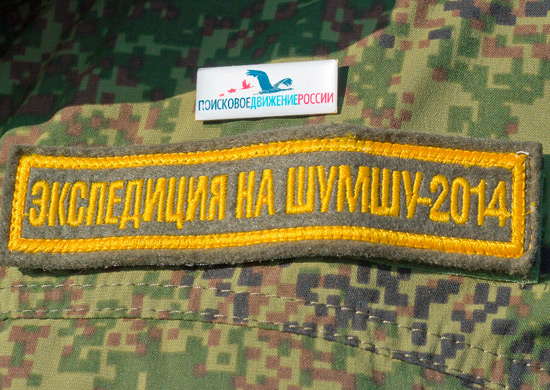 ПОИСКОВОЕДВИЖЕНИЕРОССИИ
ЭКСПЕДИЦИЯ НА ШУМШУ-2014